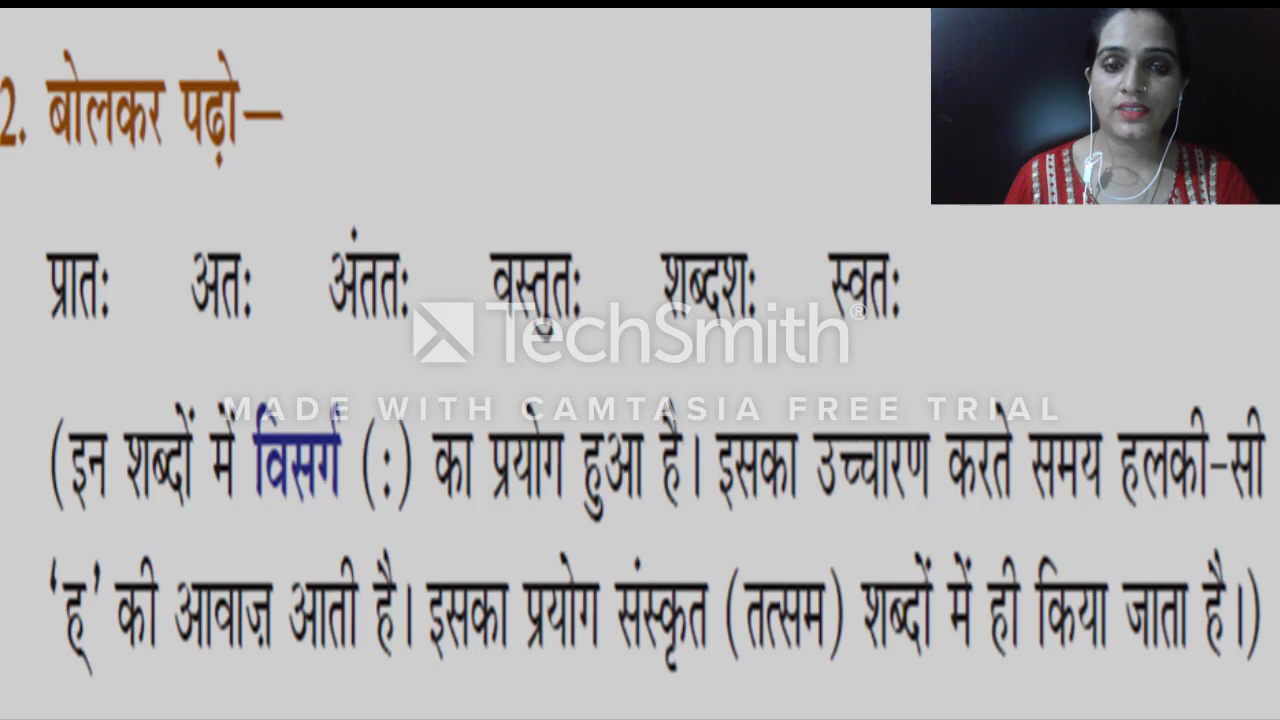 2. बोलकर पढ़ो—
प्रातः अतः अंततः वस्तुतः शब्दशः स्वतः
TechSmith®
MADE WITH CAMTASIA FREE TRIAL
(इन शब्दों में विसर्ग (:) का प्रयोग हुआ है। इसका उच्चारण करते समय हलकी-सी
‘ह्’ की आवाज़ आती है। इसका प्रयोग संस्कृत (तत्सम) शब्दों में ही किया जाता है।)